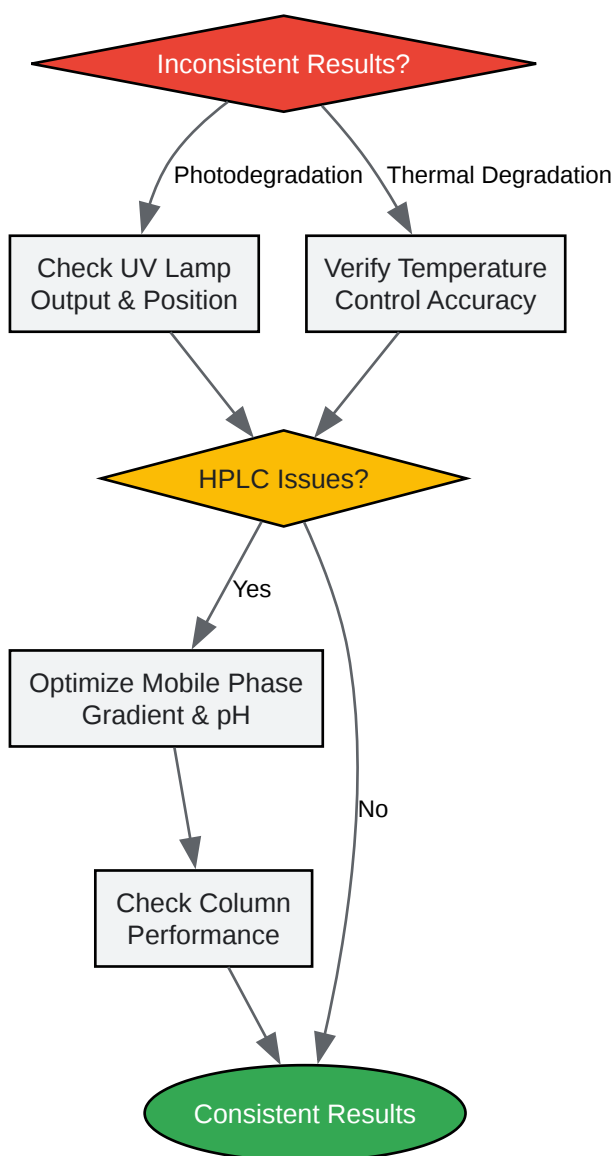 Inconsistent Results?
Photodegradation
Thermal Degradation
Check UV Lamp
Output & Position
Verify Temperature
Control Accuracy
HPLC Issues?
Yes
Optimize Mobile Phase
Gradient & pH
No
Check Column
Performance
Consistent Results